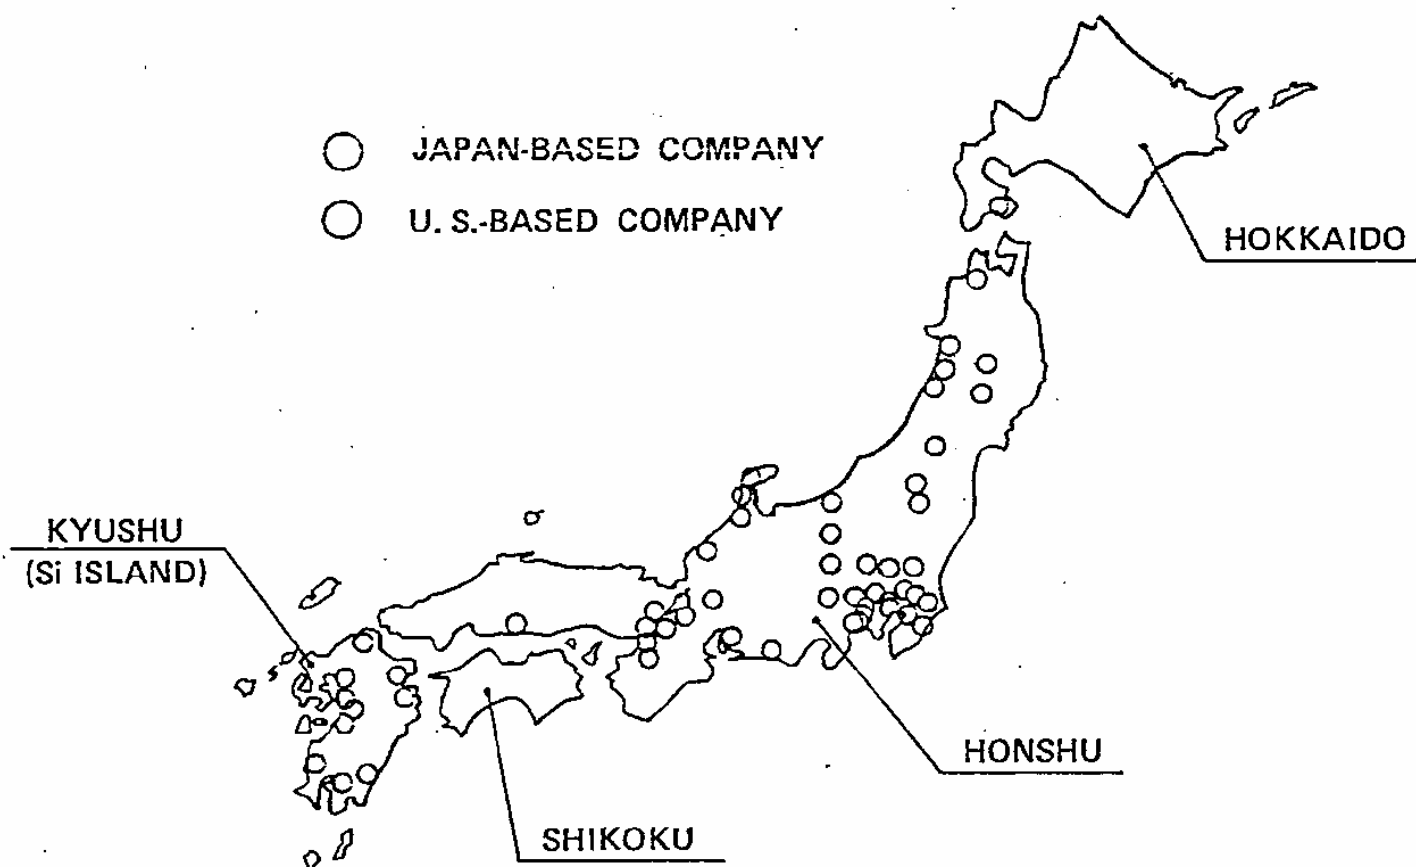 JAPAN-BASED COMPANY
U.S.-BASED COMPANY
HOKKAIDO
KYUSHU
(Si ISLAND)
HONSHU
SHIKOKU